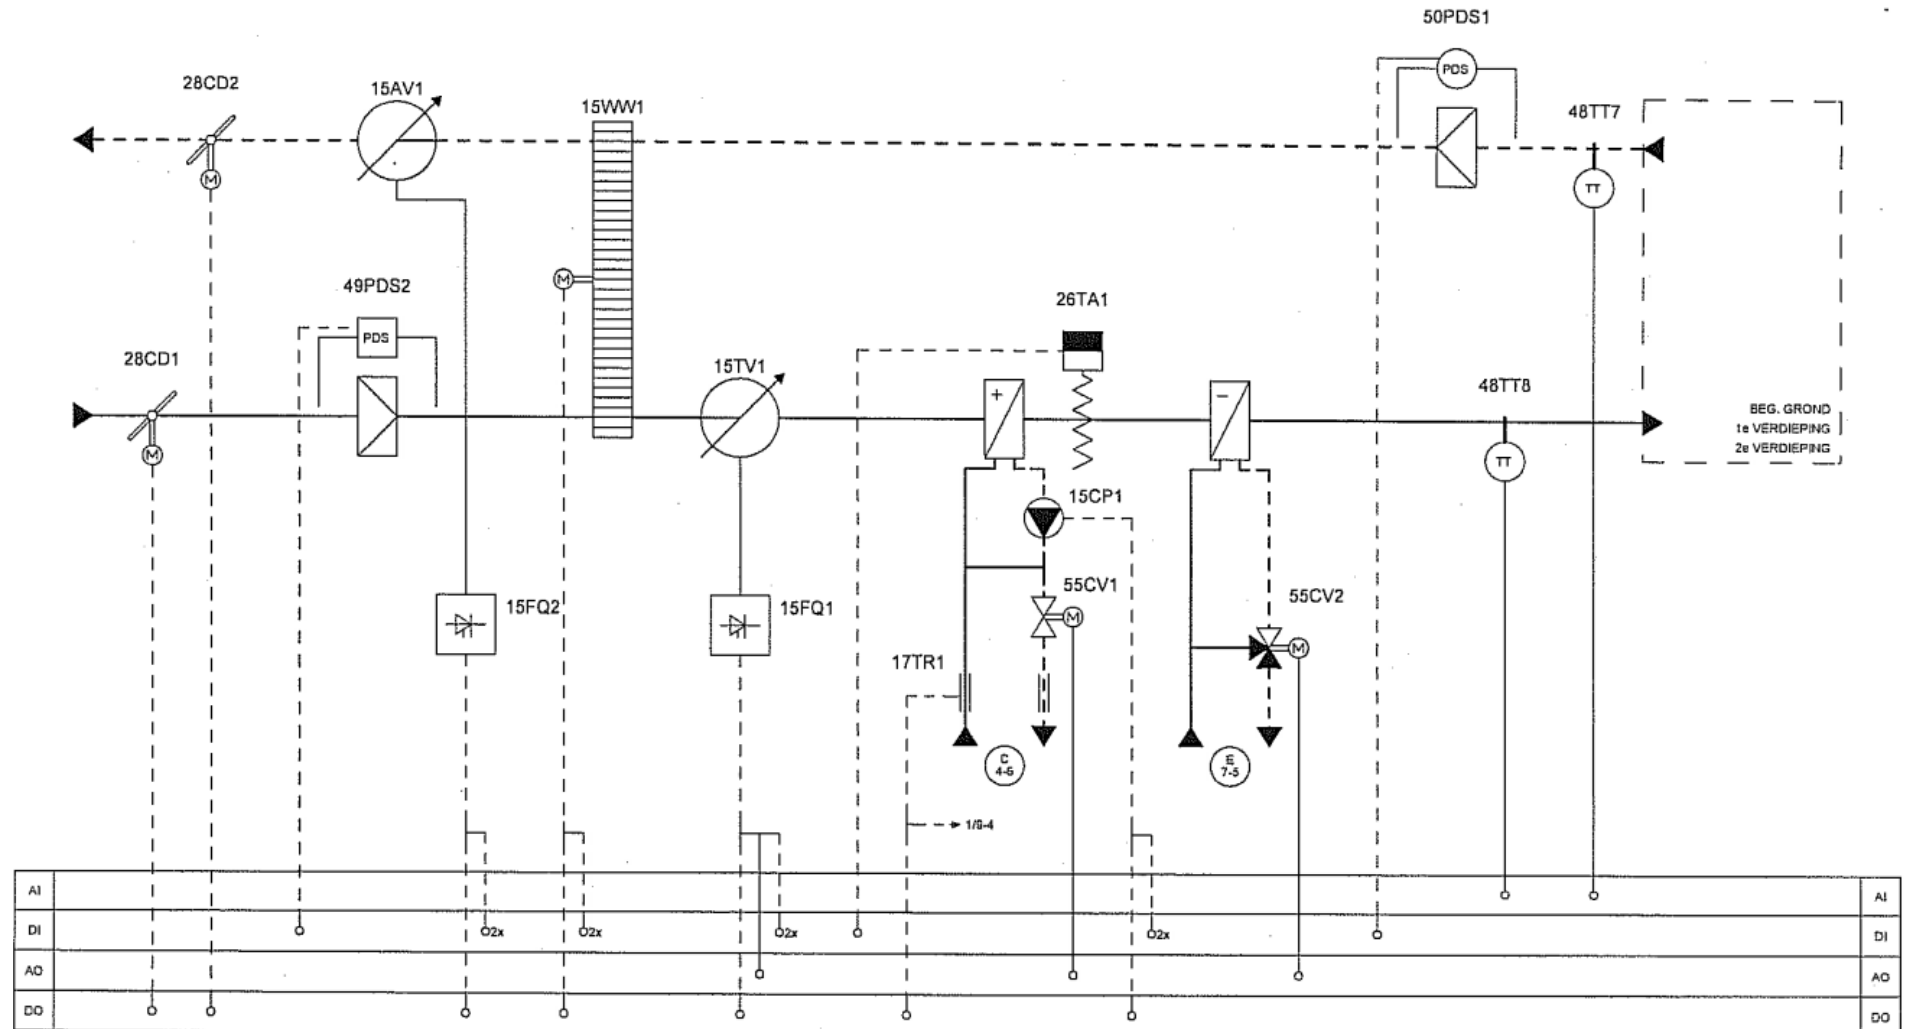 50PDS1
28CD2
15AV1
15WW1
PDS
48TT7
M
TT
49PDS2
M
26TA1
PDS
28CD1
15TV1
48TT8
+
−
BEG. GROND
1e VERDIEPING
2e VERDIEPING
M
TT
15CP1
55CV1
55CV2
15FQ2
15FQ1
M
M
17TR1
C
4-6
E
7-5
1/9-4
AI
AI
DI
2x
2x
2x
2x
DI
AO
AO
DO
DO